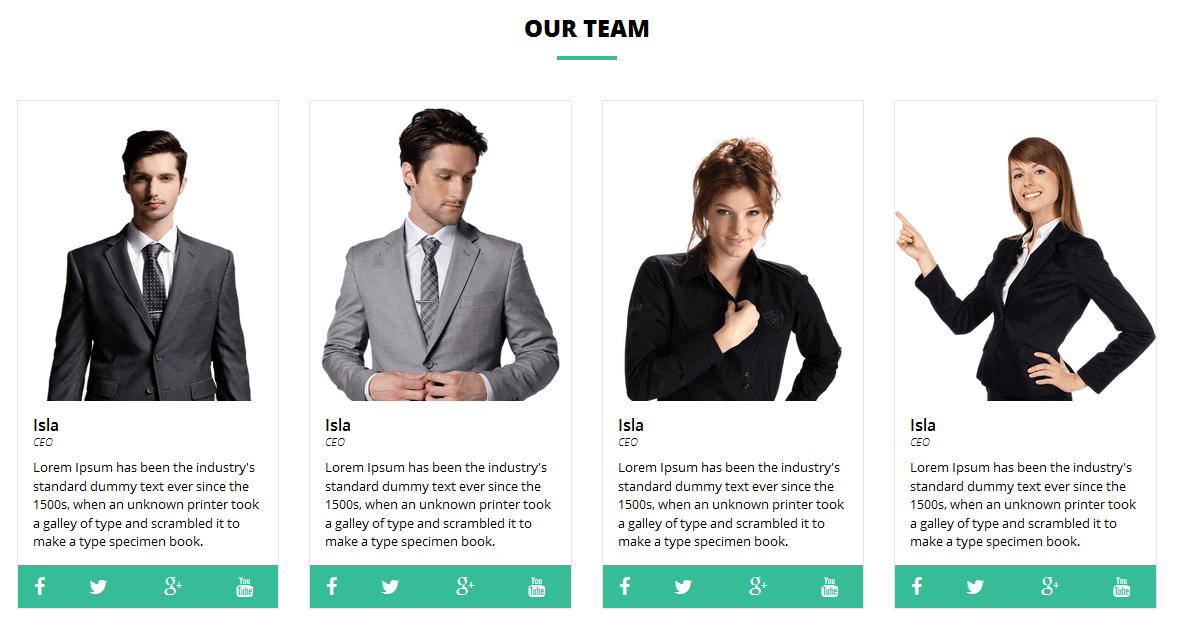 OUR TEAM
Isla
CEO
Lorem Ipsum has been the industry's
standard dummy text ever since the
1500s, when an unknown printer took
a galley of type and scrambled it to
make a type specimen book.
g+
You
Tube
Isla
CEO
Lorem Ipsum has been the industry's
standard dummy text ever since the
1500s, when an unknown printer took
a galley of type and scrambled it to
make a type specimen book.
g+
You
Tube
Isla
CEO
Lorem Ipsum has been the industry's
standard dummy text ever since the
1500s, when an unknown printer took
a galley of type and scrambled it to
make a type specimen book.
g+
You
Tube
Isla
CEO
Lorem Ipsum has been the industry's
standard dummy text ever since the
1500s, when an unknown printer took
a galley of type and scrambled it to
make a type specimen book.
g+
You
Tube